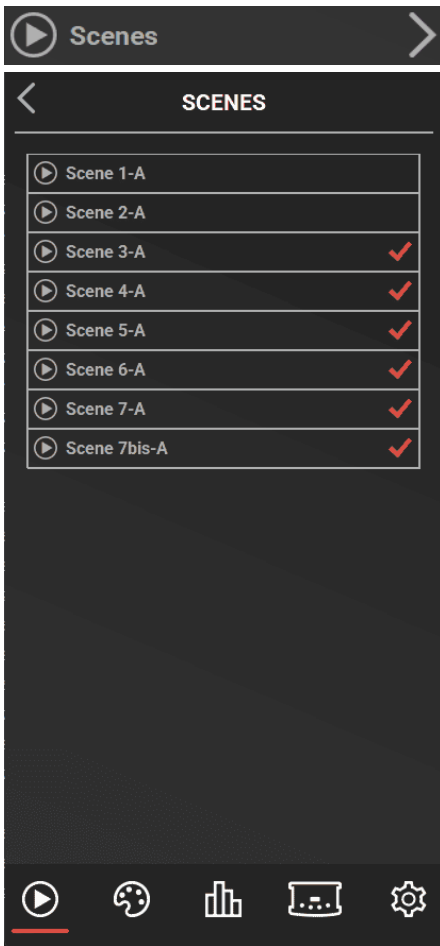 Scenes
SCENES
Scene 1-A
Scene 2-A
Scene 3-A
Scene 4-A
Scene 5-A
Scene 6-A
Scene 7-A
Scene 7bis-A